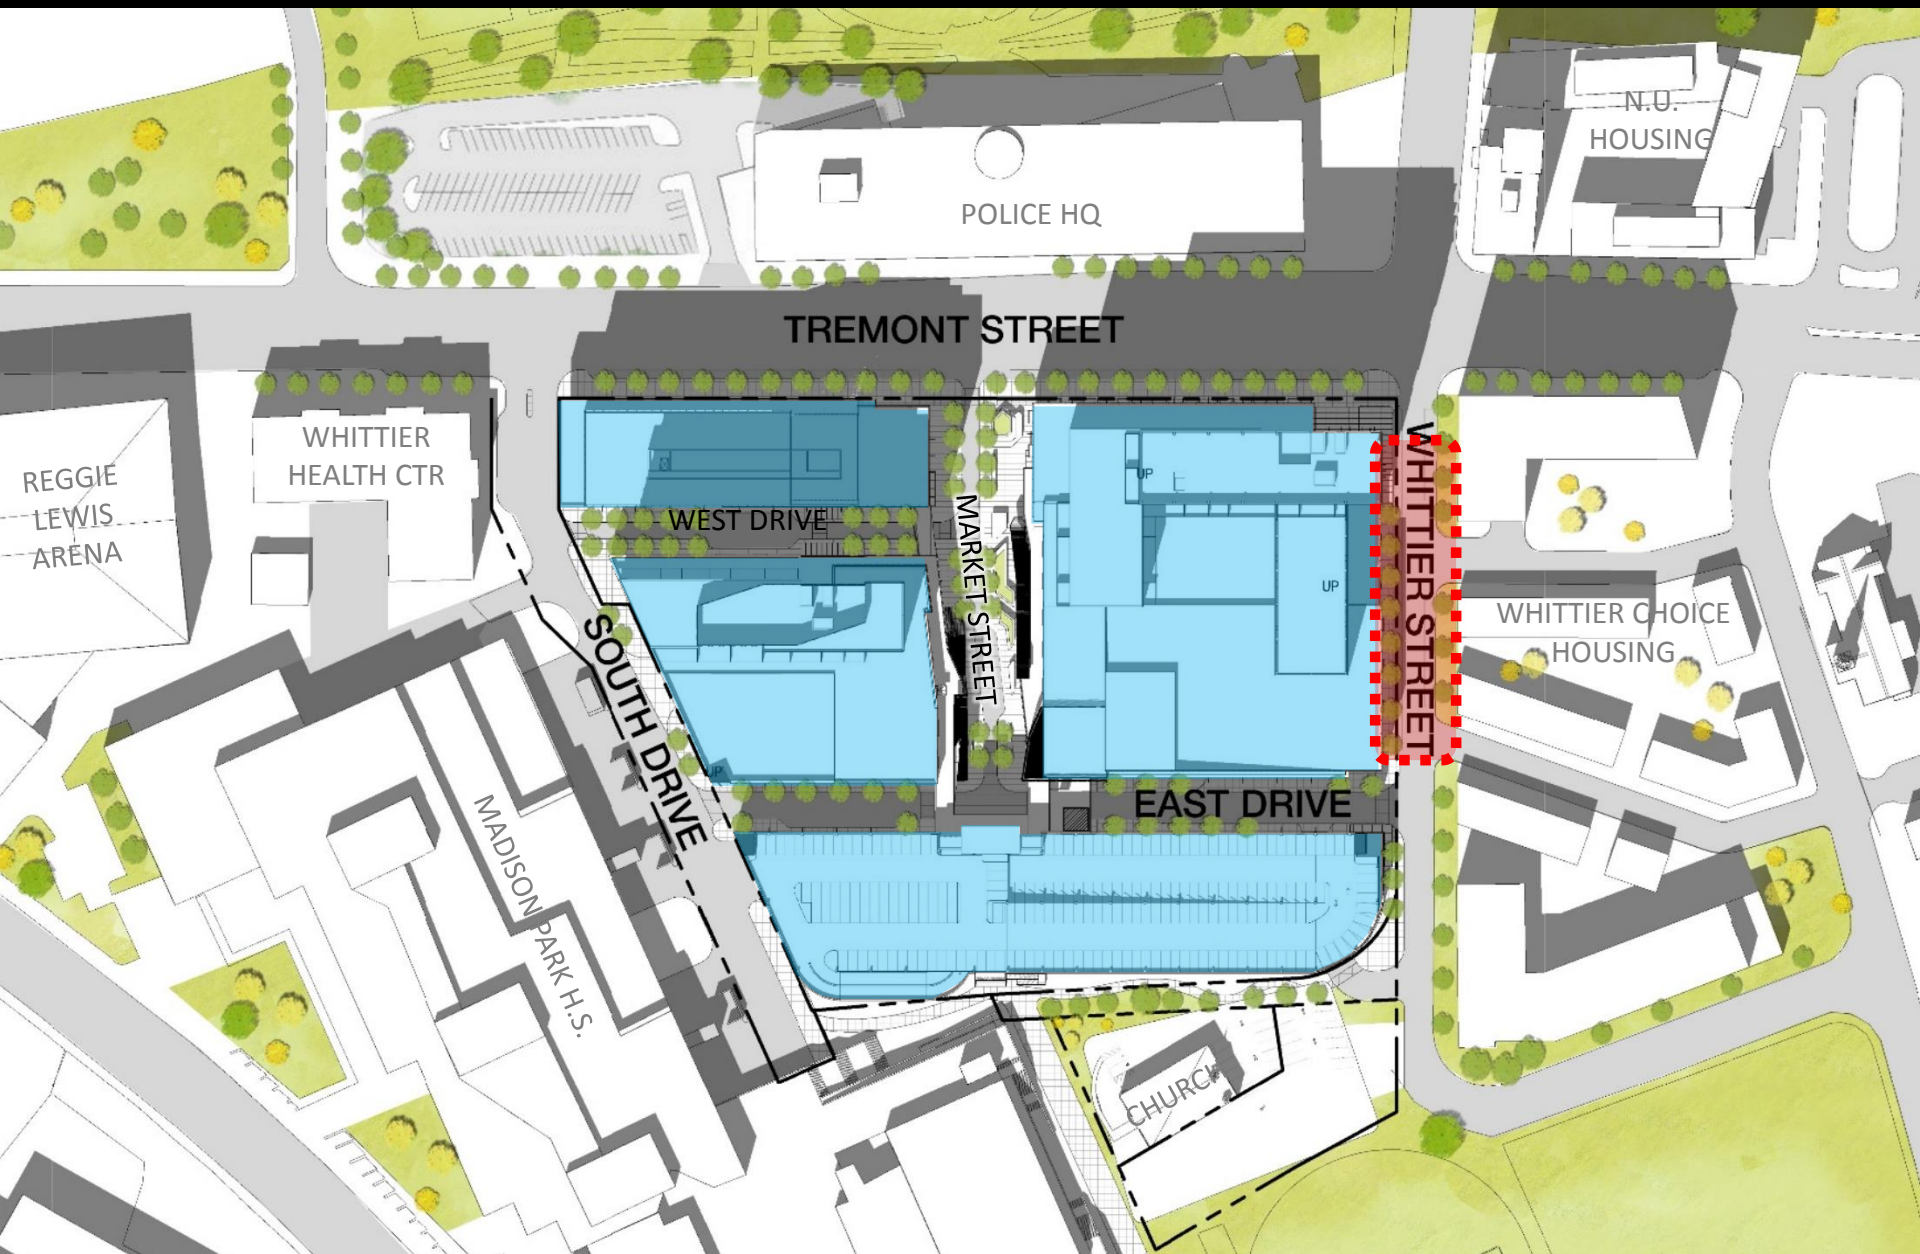 N.U.
HOUSING
POLICE HQ
TREMONT STREET
WHITTIER
HEALTH CTR
REGGIE
LEWIS
ARENA
WEST DRIVE
MARKET STREET
UP
UP
WHITTIER STREET
WHITTIER CHOICE
HOUSING
SOUTH DRIVE
UP
EAST DRIVE
MADISON PARK H.S.
CHURCH